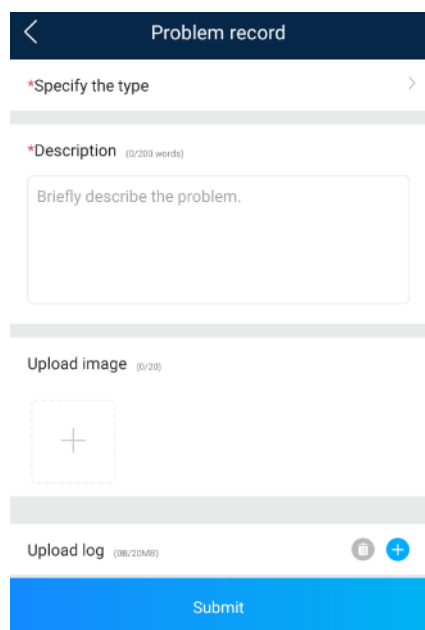 Problem record
*Specify the type
*Description (0/200 words)
Briefly describe the problem.
Upload image (0/20)
Upload log (0B/20MB)
Submit